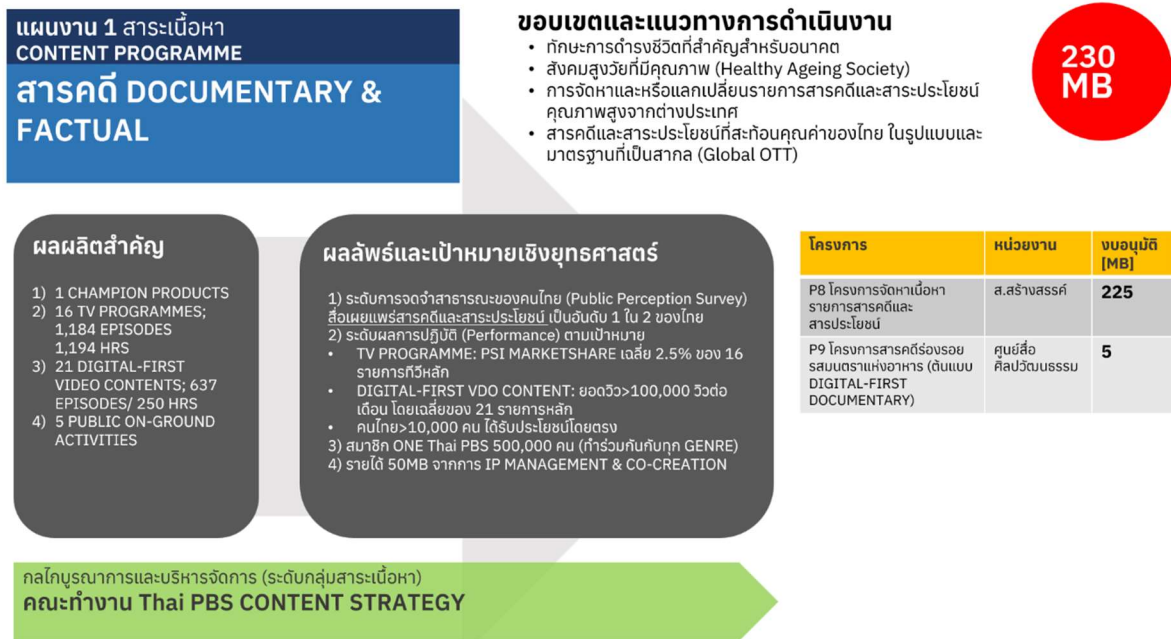 แผนงาน 1 สาระเนื้อหา
CONTENT PROGRAMME
สารคดี DOCUMENTARY &
FACTUAL
ขอบเขตและแนวทางการดำเนินงาน
• ทักษะการดำรงชีวิตที่สำคัญสำหรับอนาคต
• สังคมสูงวัยที่มีคุณภาพ (Healthy Ageing Society)
• การจัดหาและหรือแลกเปลี่ยนรายการสารคดีและสาระประโยชน์
คุณภาพสูงจากต่างประเทศ
• สารคดีและสาระประโยชน์ที่สะท้อนคุณค่าของไทย ในรูปแบบและ
มาตรฐานที่เป็นสากล (Global OTT)
230
MB
ผลผลิตสำคัญ
1) 1 CHAMPION PRODUCTS
2) 16 TV PROGRAMMES;
1,184 EPISODES
1,194 HRS
3) 21 DIGITAL-FIRST
VIDEO CONTENTS; 637
EPISODES/ 250 HRS
4) 5 PUBLIC ON-GROUND
ACTIVITIES
ผลลัพธ์และเป้าหมายเชิงยุทธศาสตร์
1) ระดับการจดจำสาธารณะของคนไทย (Public Perception Survey)
สื่อเผยแพร่สารคดีและสาระประโยชน์ เป็นอันดับ 1 ใน 2 ของไทย
2) ระดับผลการปฏิบัติ (Performance) ตามเป้าหมาย
• TV PROGRAMME: PSI MARKETSHARE เฉลี่ย 2.5% ของ 16
รายการทีวีหลัก
• DIGITAL-FIRST VDO CONTENT: ยอดวิว>100,000 วิวต่อ
เดือน โดยเฉลี่ยของ 21 รายการหลัก
• คนไทย>10,000 คน ได้รับประโยชน์โดยตรง
3) สมาชิก ONE Thai PBS 500,000 คน (ทำร่วมกันกับทุก GENRE)
4) รายได้ 50MB จากการ IP MANAGEMENT & CO-CREATION
โครงการ หน่วยงาน งบอนุมัติ
[MB]
P8 โครงการจัดหาเนื้อหา ส.สร้างสรรค์ 225
รายการสารคดีและ
สารประโยชน์
P9 โครงการสารคดีร่องรอย ศูนย์สื่อ 5
รสมนตราแห่งอาหาร (ต้นแบบ ศิลปวัฒนธรรม
DIGITAL-FIRST
DOCUMENTARY)
กลไกบูรณาการและบริหารจัดการ (ระดับกลุ่มสาระเนื้อหา)
คณะทำงาน Thai PBS CONTENT STRATEGY